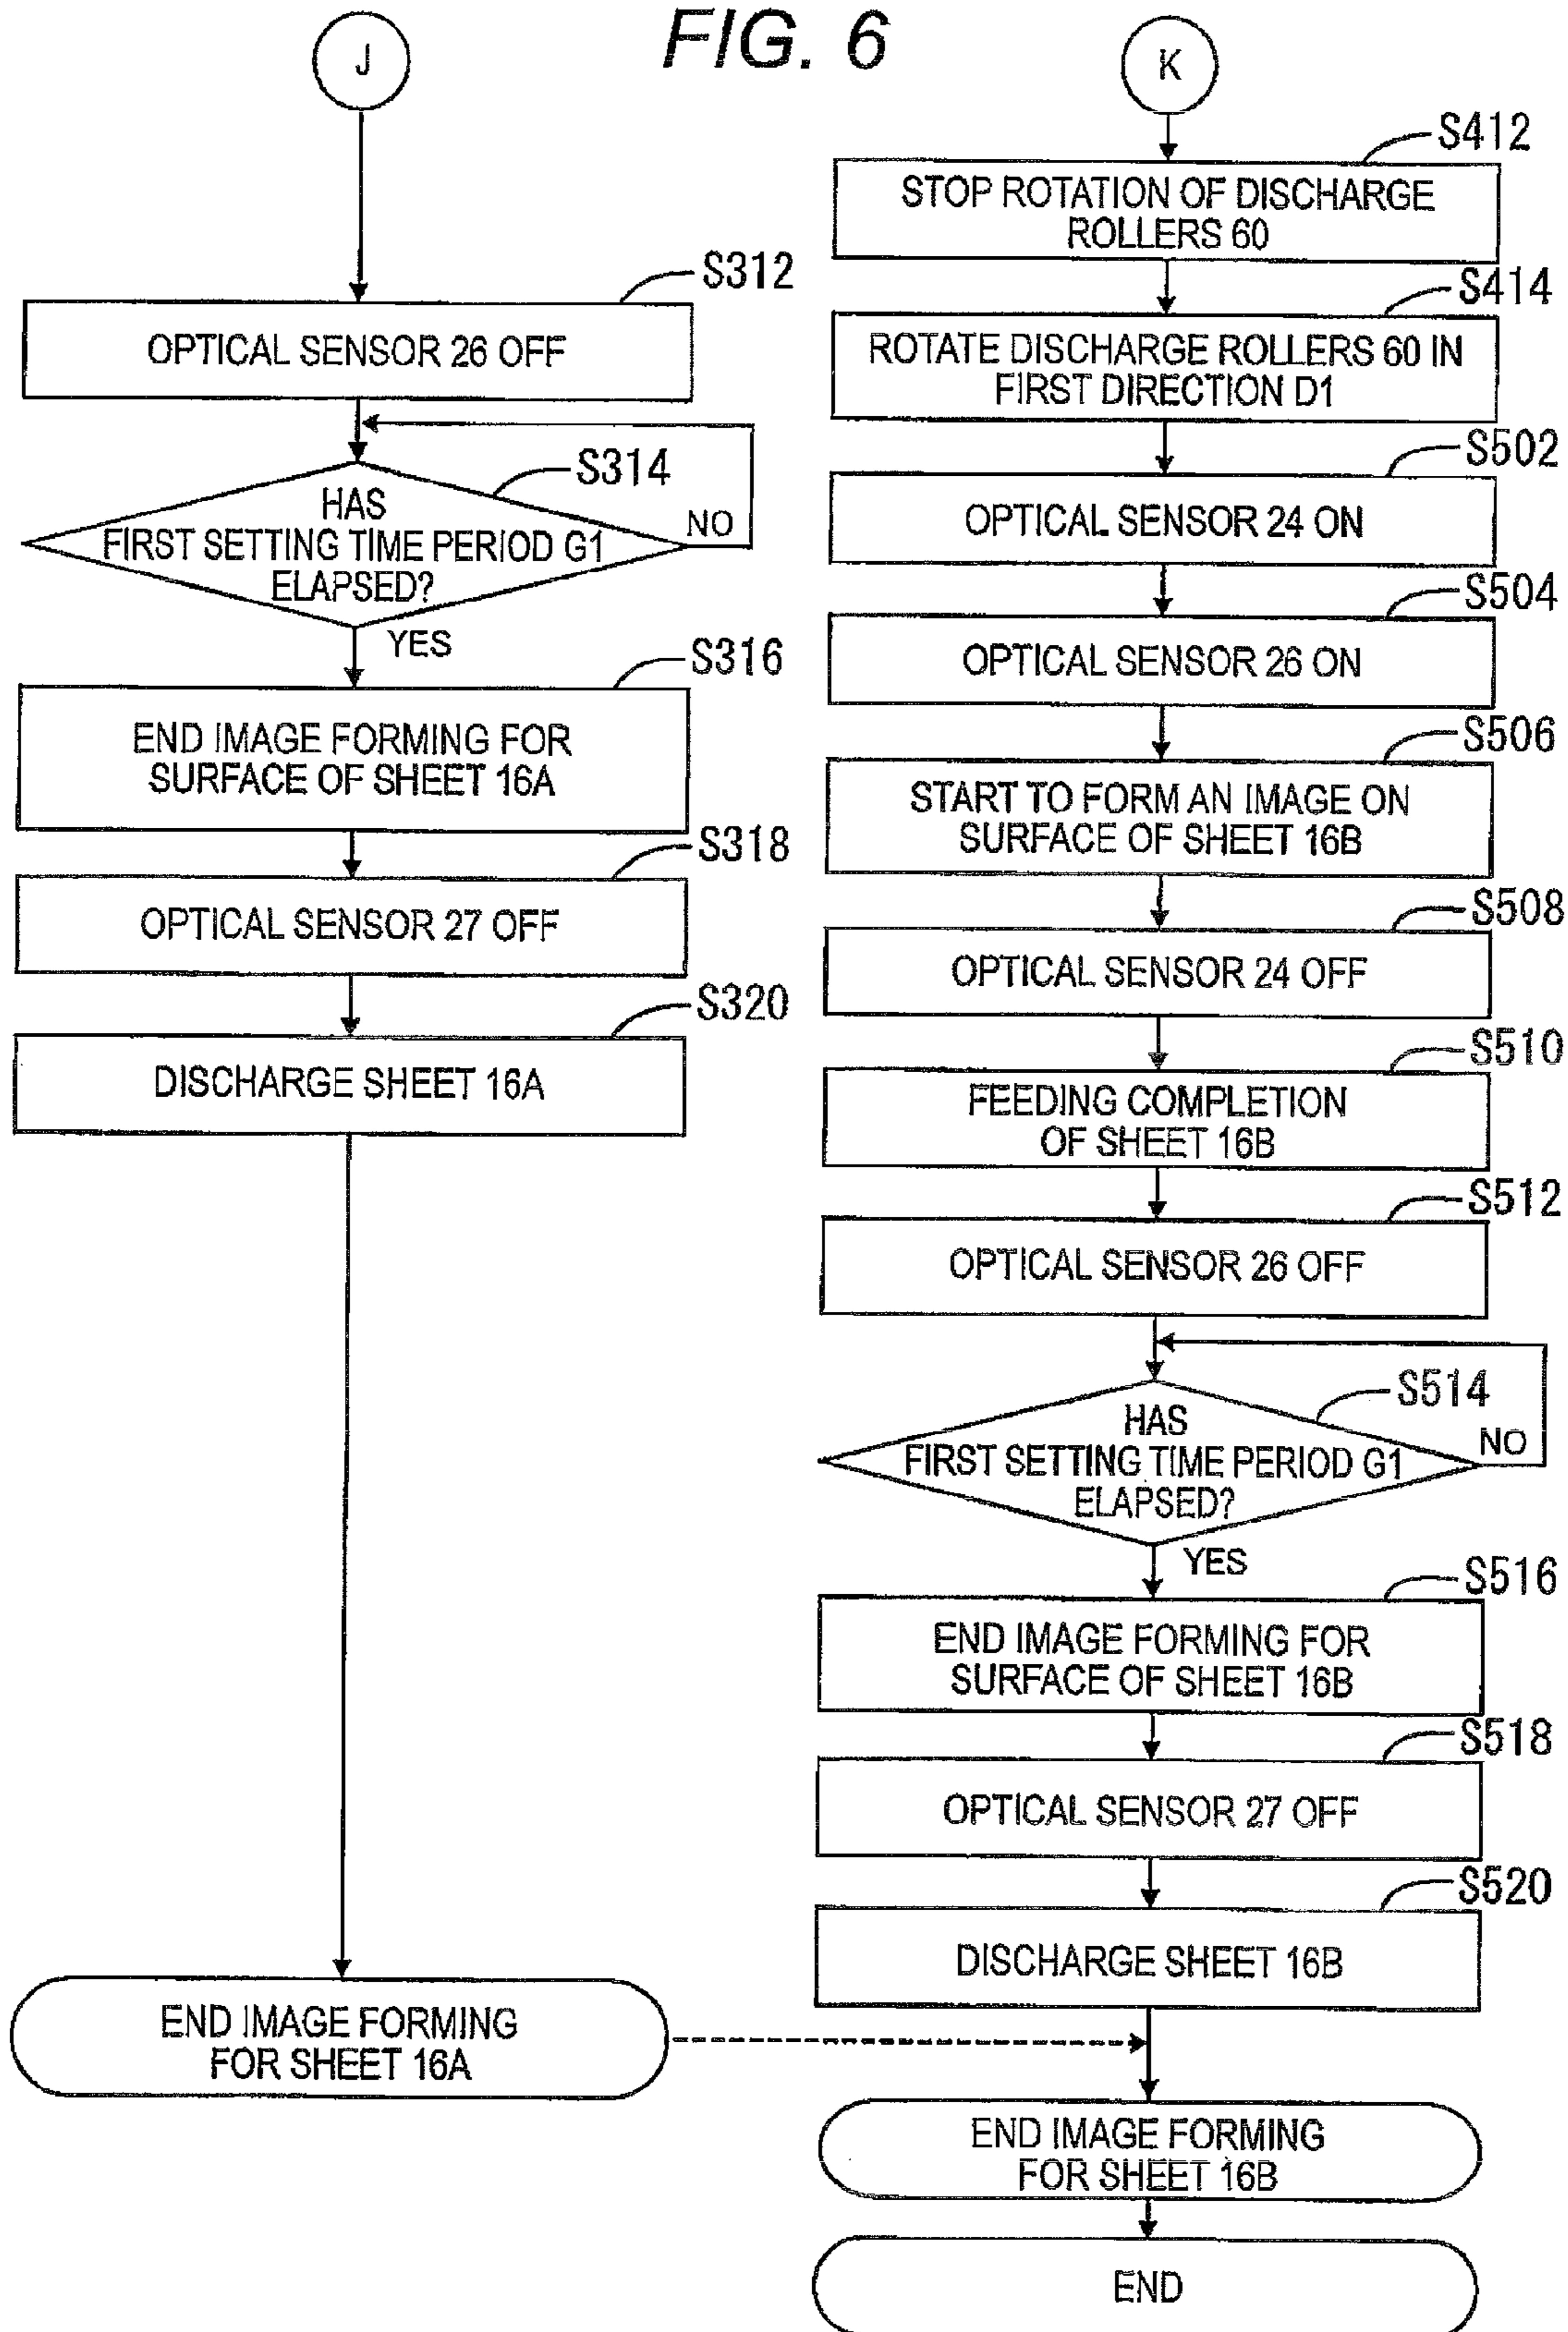 FIG. 6
J
S312
OPTICAL SENSOR 26 OFF
S314
HAS
FIRST SETTING TIME PERIOD G1
ELAPSED?
NO
YES
S316
END IMAGE FORMING FOR
SURFACE OF SHEET 16A
S318
OPTICAL SENSOR 27 OFF
S320
DISCHARGE SHEET 16A
END IMAGE FORMING
FOR SHEET 16A
K
S412
STOP ROTATION OF DISCHARGE
ROLLERS 60
S414
ROTATE DISCHARGE ROLLERS 60 IN
FIRST DIRECTION D1
S502
OPTICAL SENSOR 24 ON
S504
OPTICAL SENSOR 26 ON
S506
START TO FORM AN IMAGE ON
SURFACE OF SHEET 16B
S508
OPTICAL SENSOR 24 OFF
S510
FEEDING COMPLETION
OF SHEET 16B
S512
OPTICAL SENSOR 26 OFF
S514
HAS
FIRST SETTING TIME PERIOD G1
ELAPSED?
NO
YES
S516
END IMAGE FORMING FOR
SURFACE OF SHEET 16B
S518
OPTICAL SENSOR 27 OFF
S520
DISCHARGE SHEET 16B
END IMAGE FORMING
FOR SHEET 16B
END